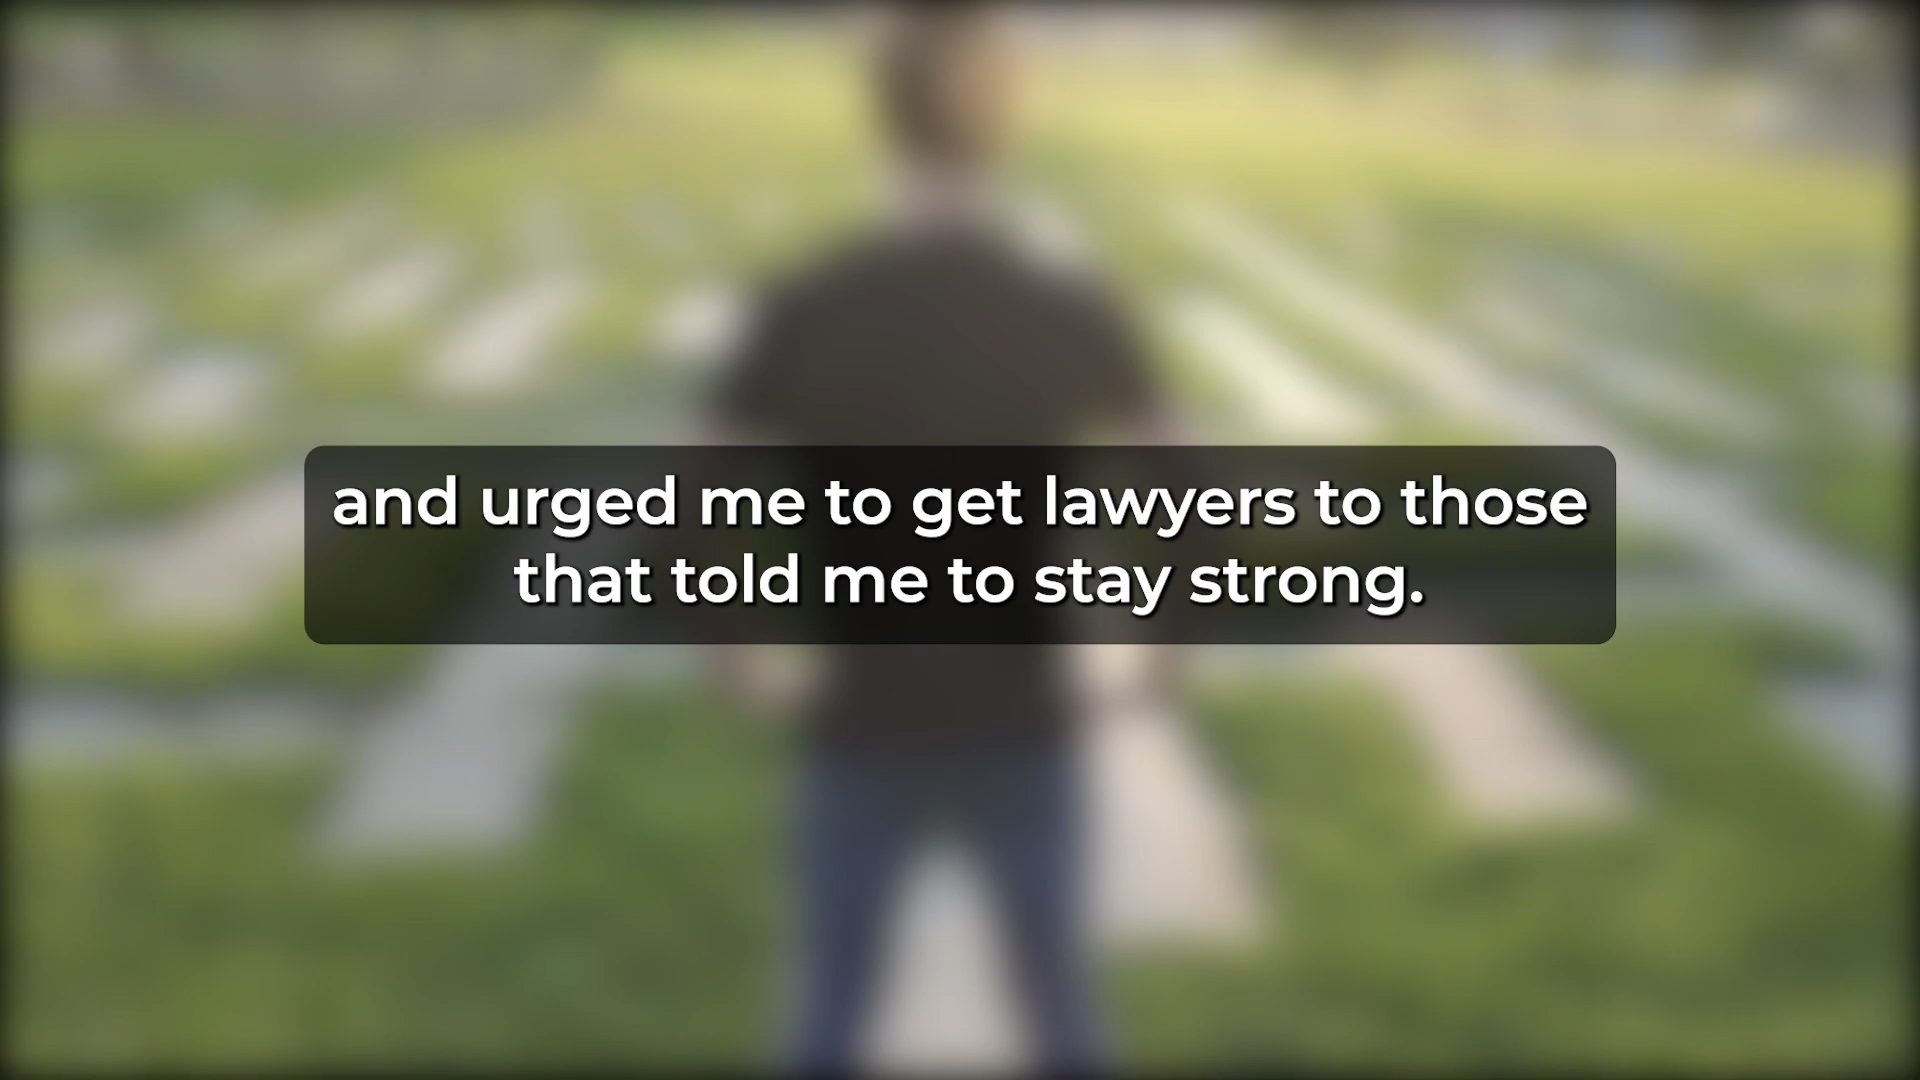 and urged me to get lawyers to those
that told me to stay strong.